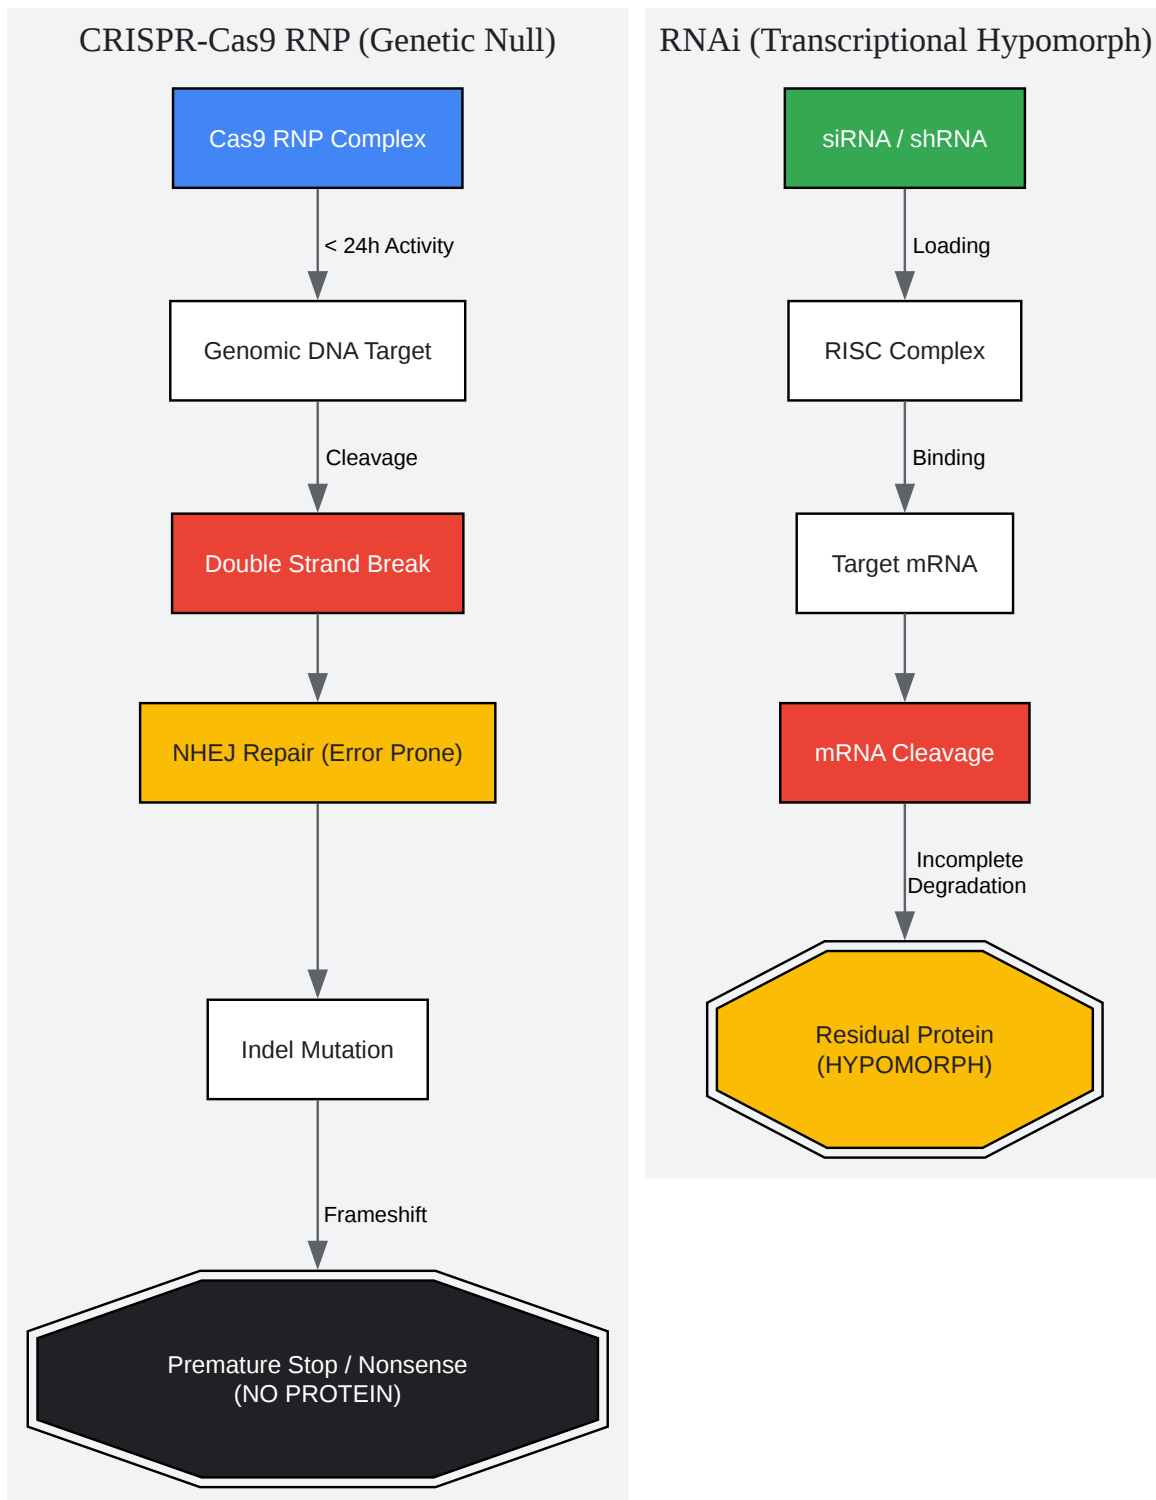 CRISPR-Cas9 RNP (Genetic Null)
Cas9 RNP Complex
< 24h Activity
Genomic DNA Target
Cleavage
Double Strand Break
NHEJ Repair (Error Prone)
Indel Mutation
Frameshift
Premature Stop / Nonsense
(NO PROTEIN)
RNAi (Transcriptional Hypomorph)
siRNA / shRNA
Loading
RISC Complex
Binding
Target mRNA
mRNA Cleavage
Incomplete
Degradation
Residual Protein
(HYPOMORPH)